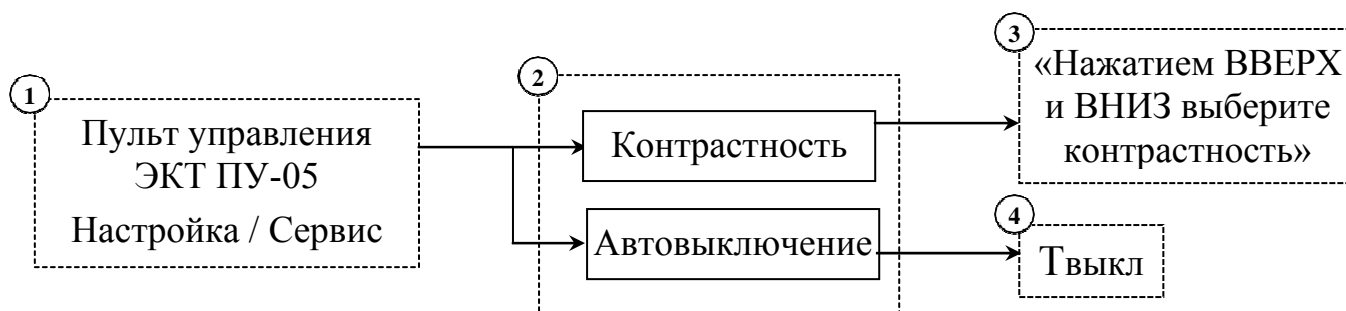 1
Пульт управления
ЭКТ ПУ-05
Настройка / Сервис
2
Контрастность
Автовыключение
3
«Нажатием ВВЕРХ
и ВНИЗ выберите
контрастность»
4
Твыкл